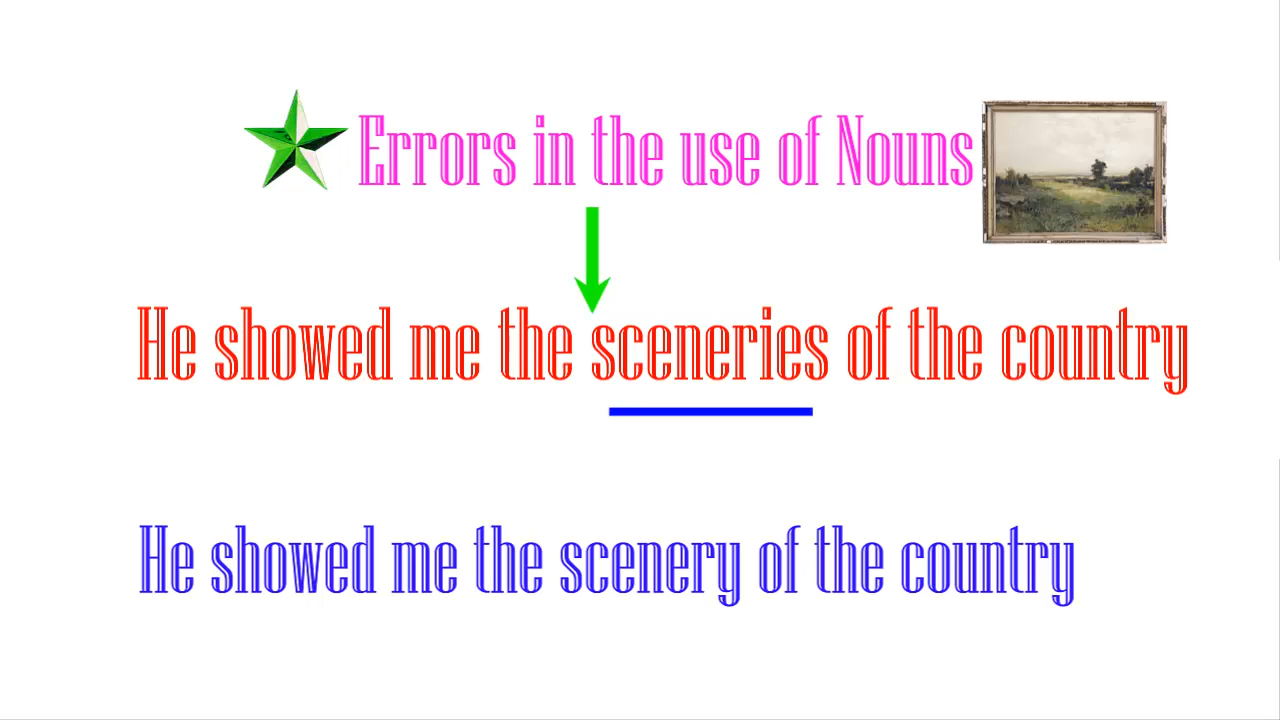 Errors in the use of Nouns
He showed me the sceneries of the country
He showed me the scenery of the country